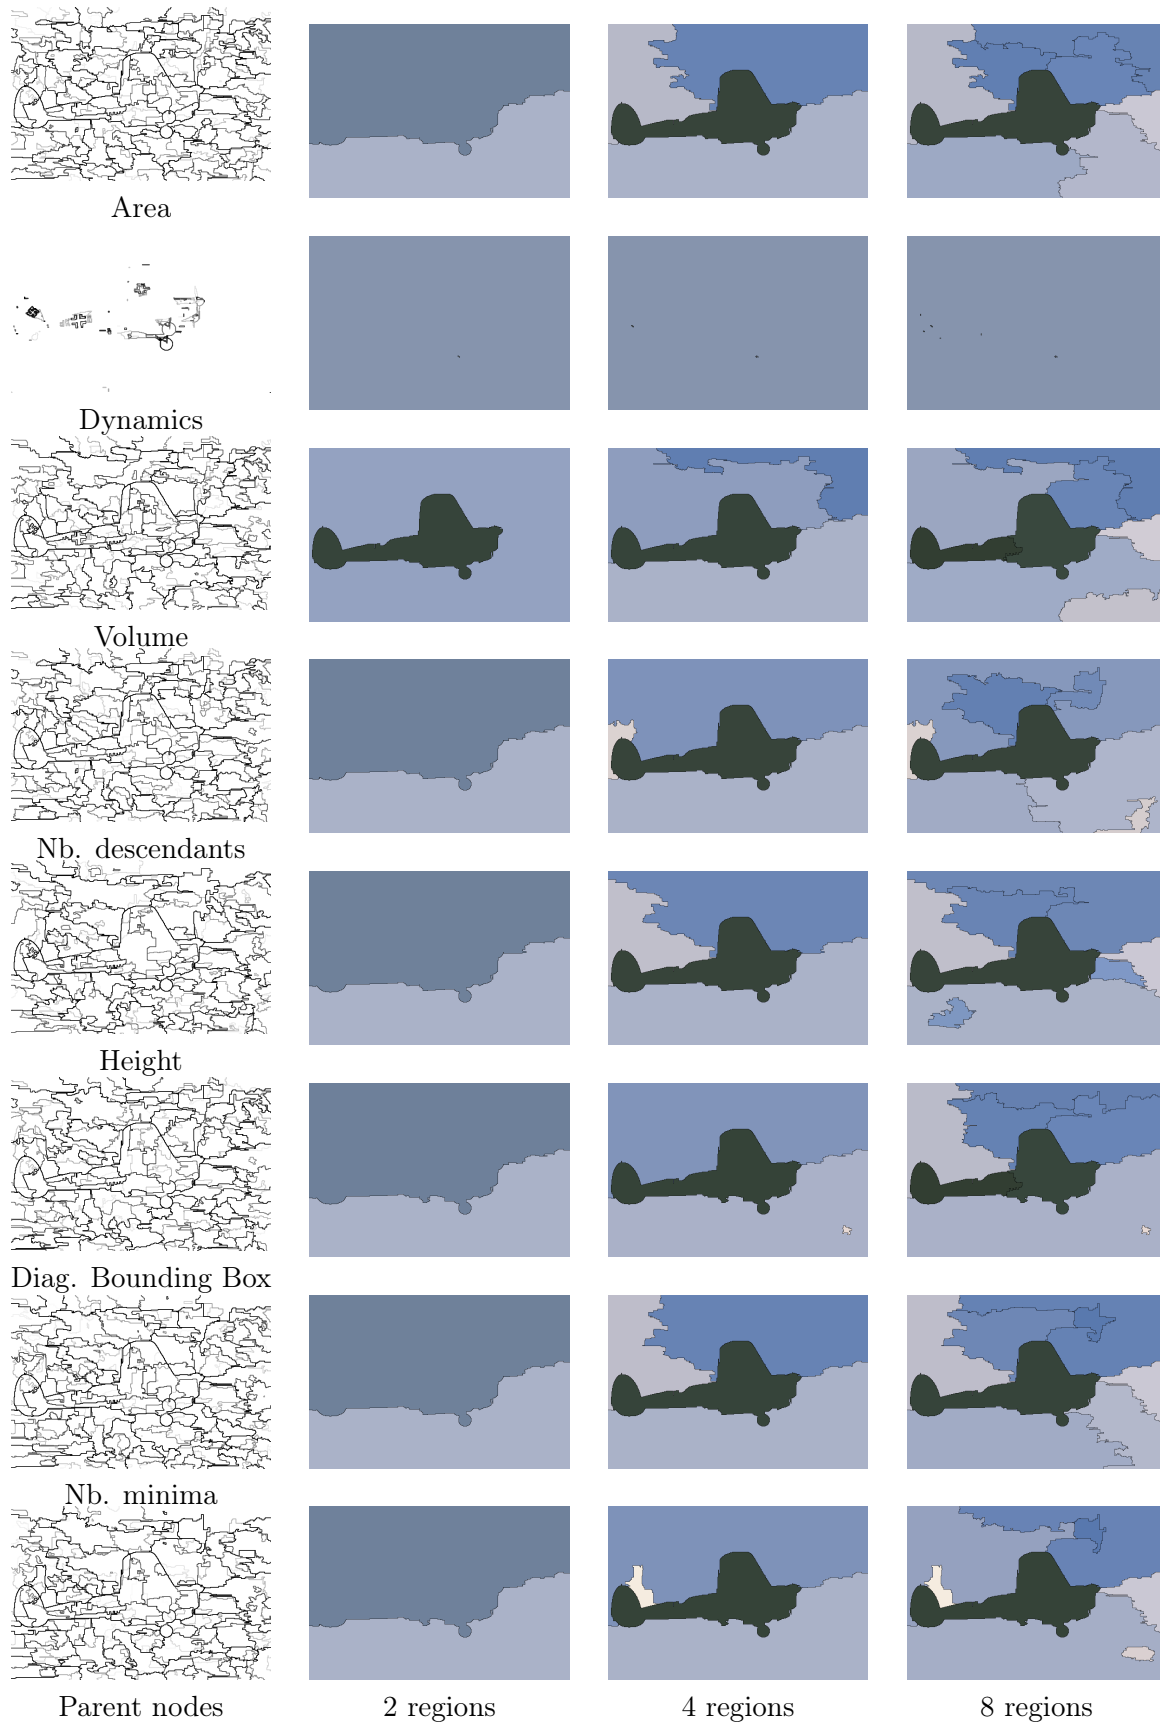 Area
Dynamics
Volume
Nb. descendants
Height
Diag. Bounding Box
Nb. minima
Parent nodes 2 regions 4 regions 8 regions